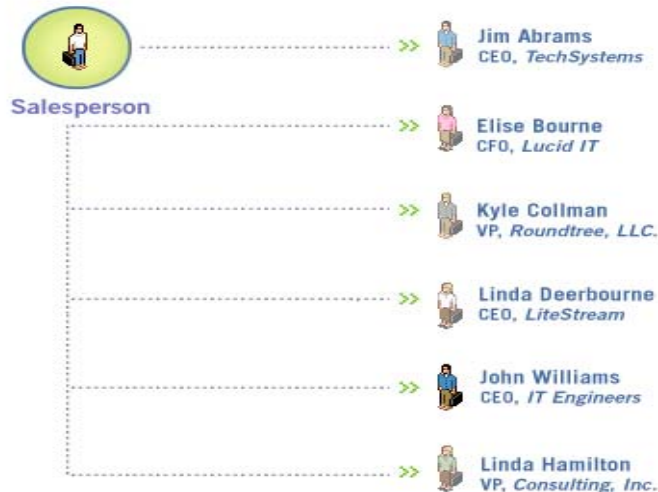 Salesperson
Jim Abrams
CEO, TechSystems
Elise Bourne
CFO, Lucid IT
Kyle Collman
VP, Roundtree, LLC.
Linda Deerbourne
CEO, LiteStream
John Williams
CEO, IT Engineers
Linda Hamilton
VP, Consulting, Inc.